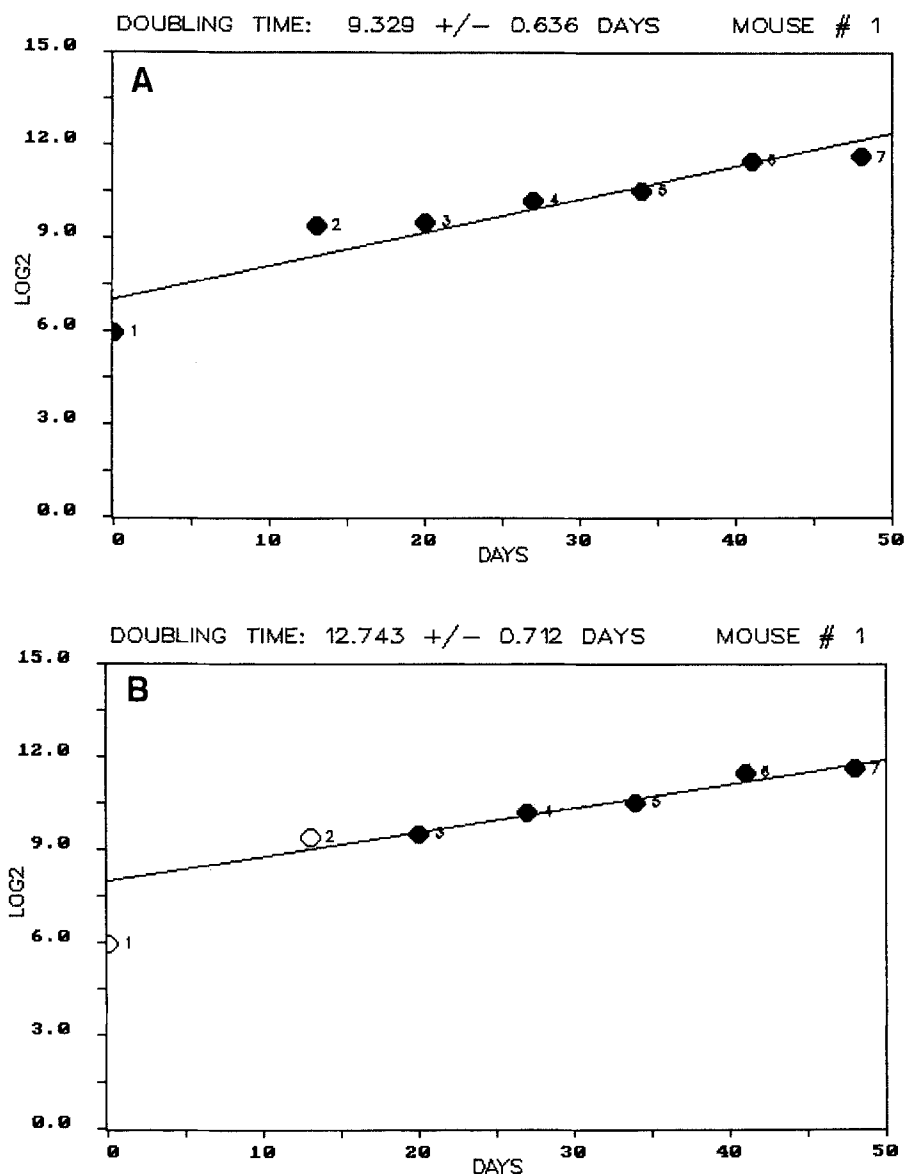 DOUBLING TIME: 9.329 +/- 0.636 DAYS MOUSE # 1
15.0
A
12.0
9.0
LOG2
6.0
3.0
0.0
1
2
3
4
5
6
7
0 10 20 30 40 50
DAYS
DOUBLING TIME: 12.743 +/- 0.712 DAYS MOUSE # 1
15.0
B
12.0
9.0
LOG2
6.0
3.0
0.0
1
2
3
4
5
6
7
0 10 20 30 40 50
DAYS